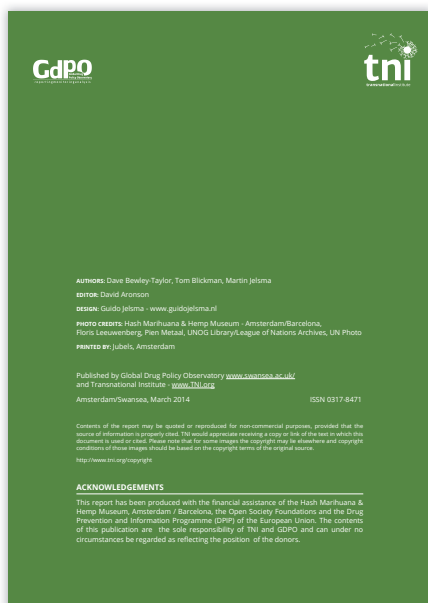 GdPO
tni
transnationalinstitute
AUTHORS: Dave Bewley-Taylor, Tom Blickman, Martin Jelsma
EDITOR: David Aronson
DESIGN: Guido Jelsma - www.guidojelsma.nl
PHOTO CREDITS: Hash Marihuana & Hemp Museum - Amsterdam/Barcelona,
Floris Leeuwenberg, Pien Metaal, UNOG Library/League of Nations Archives, UN Photo
PRINTED BY: Jubels, Amsterdam
Published by Global Drug Policy Observatory www.swansea.ac.uk/
and Transnational Institute - www.TNI.org
Amsterdam/Swansea, March 2014 ISSN 0317-8471
Contents of the report may be quoted or reproduced for non-commercial purposes, provided that the
source of information is properly cited. TNI would appreciate receiving a copy or link of the text in which this
document is used or cited. Please note that for some images the copyright may lie elsewhere and copyright
conditions of those images should be based on the copyright terms of the original source.
http://www.tni.org/copyright
ACKNOWLEDGEMENTS
This report has been produced with the financial assistance of the Hash Marihuana &
Hemp Museum, Amsterdam / Barcelona, the Open Society Foundations and the Drug
Prevention and Information Programme (DPIP) of the European Union. The contents
of this publication are the sole responsibility of TNI and GDPO and can under no
circumstances be regarded as reflecting the position of the donors.